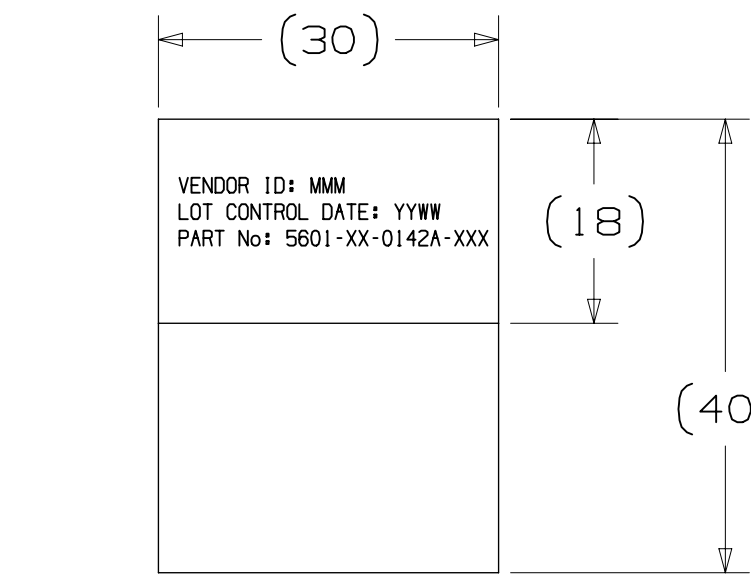 (30)
VENDOR ID: MMM
LOT CONTROL DATE: YYWW
PART No: 5601-XX-0142A-XXX
(18)
(40